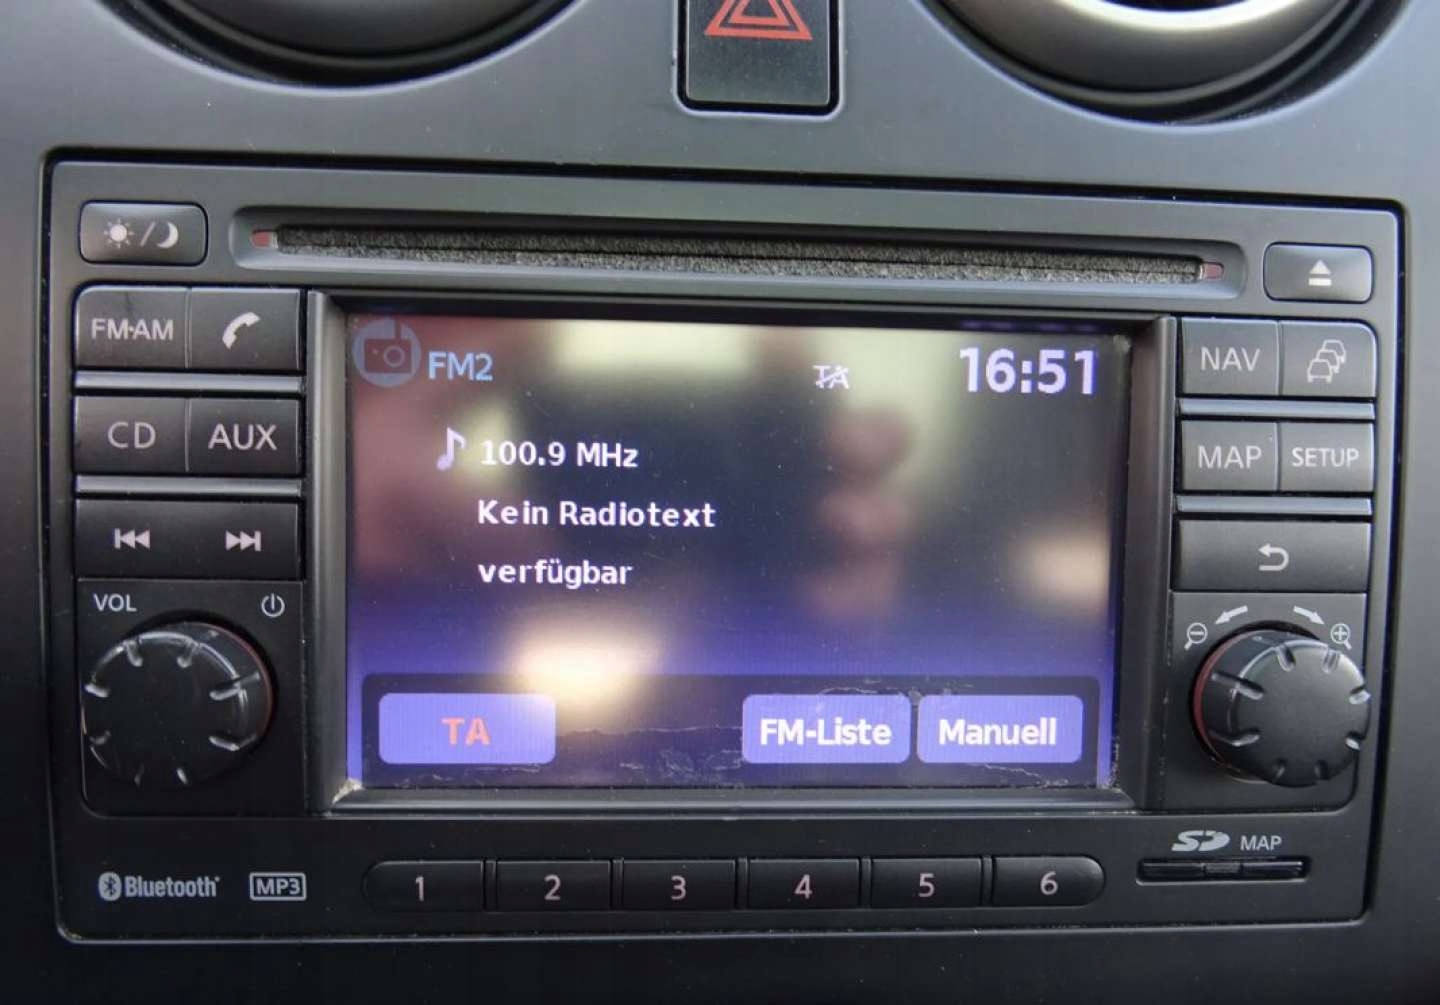 FM·AM
CD AUX
VOL
FM2 TA 16:51
100.9 MHz
Kein Radiotext
verfügbar
TA FM-Liste Manuell
NAV
MAP SETUP
Bluetooth MP3 1 2 3 4 5 6
SD MAP